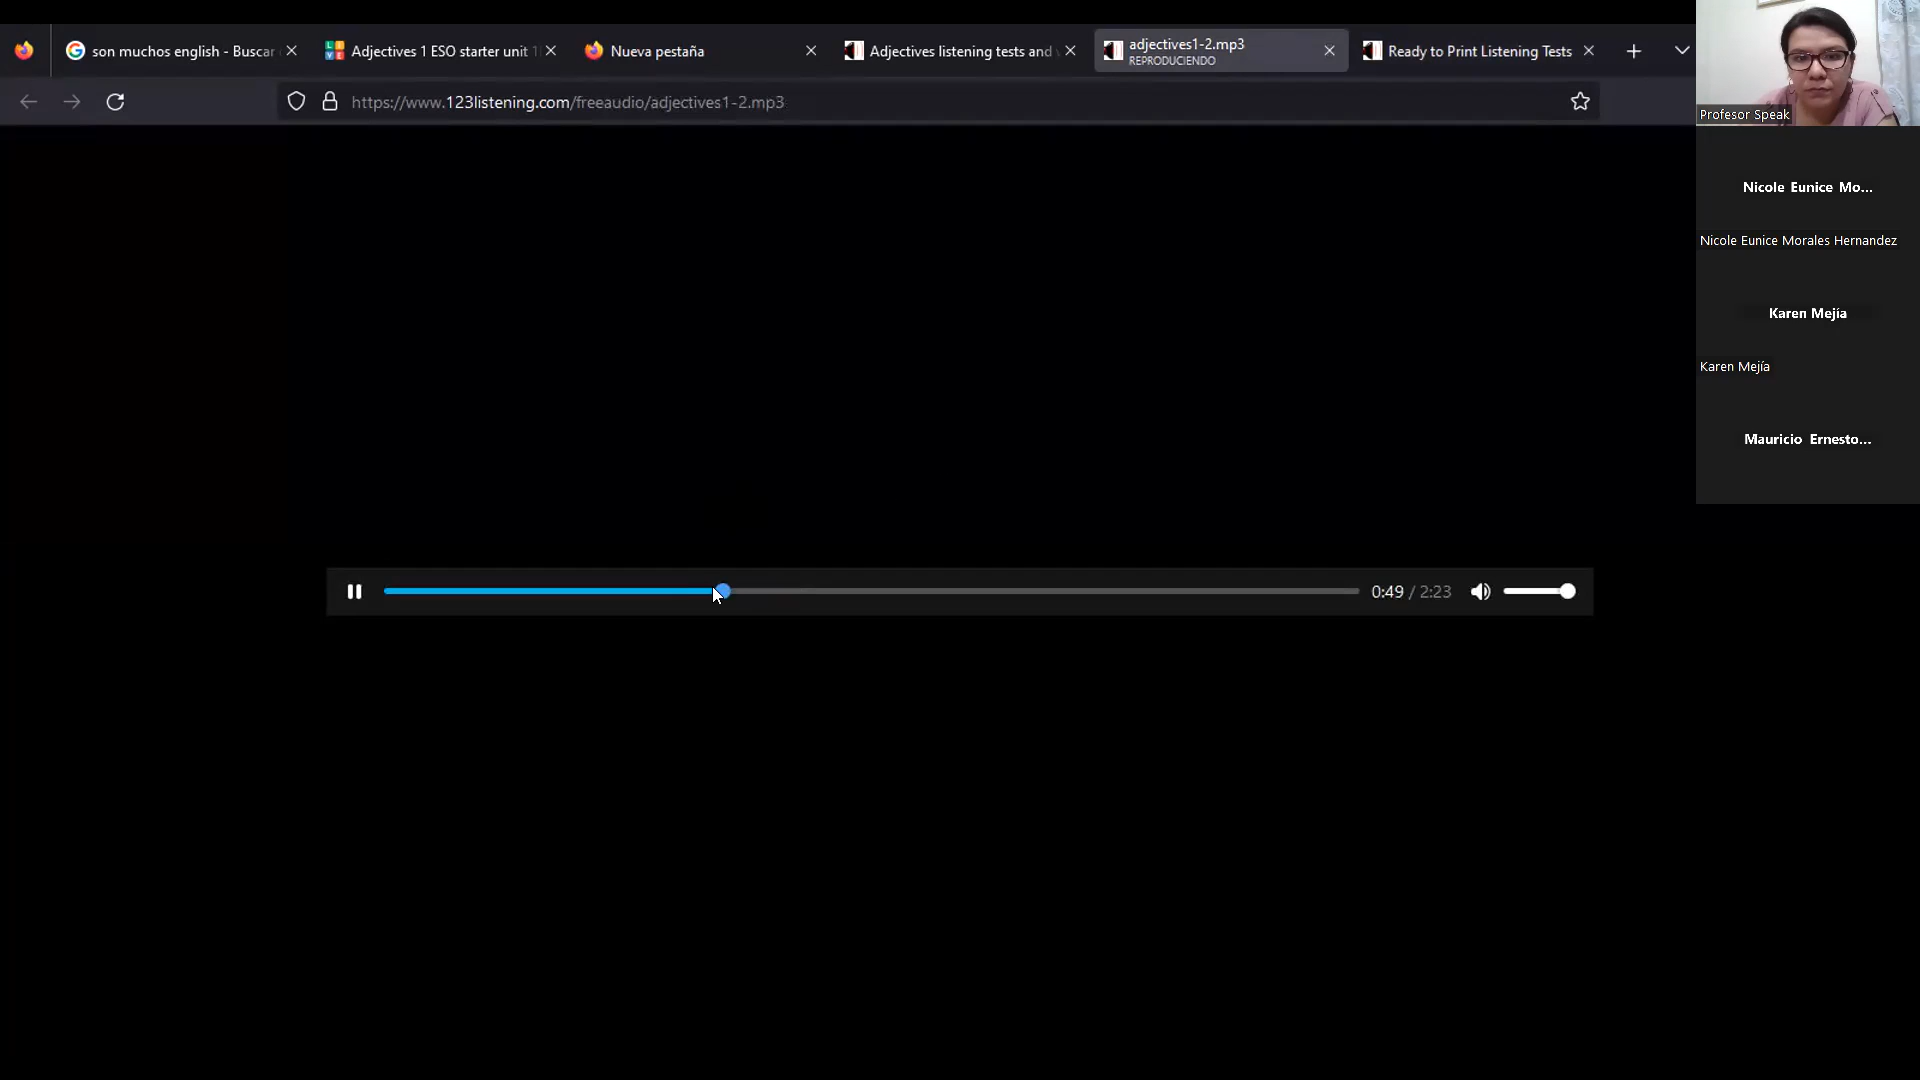 son muchos english - Buscar
Adjectives 1 ESO starter unit 1
Nueva pestaña
Adjectives listening tests and
adjectives1-2.mp3
REPRODUCIENDO
Ready to Print Listening Tests
https://www.123listening.com/freeaudio/adjectives1-2.mp3
0:49 / 2:23
Profesor Speak
Nicole Eunice Mo...
Nicole Eunice Morales Hernandez
Karen Mejía
Karen Mejía
Mauricio Ernesto...